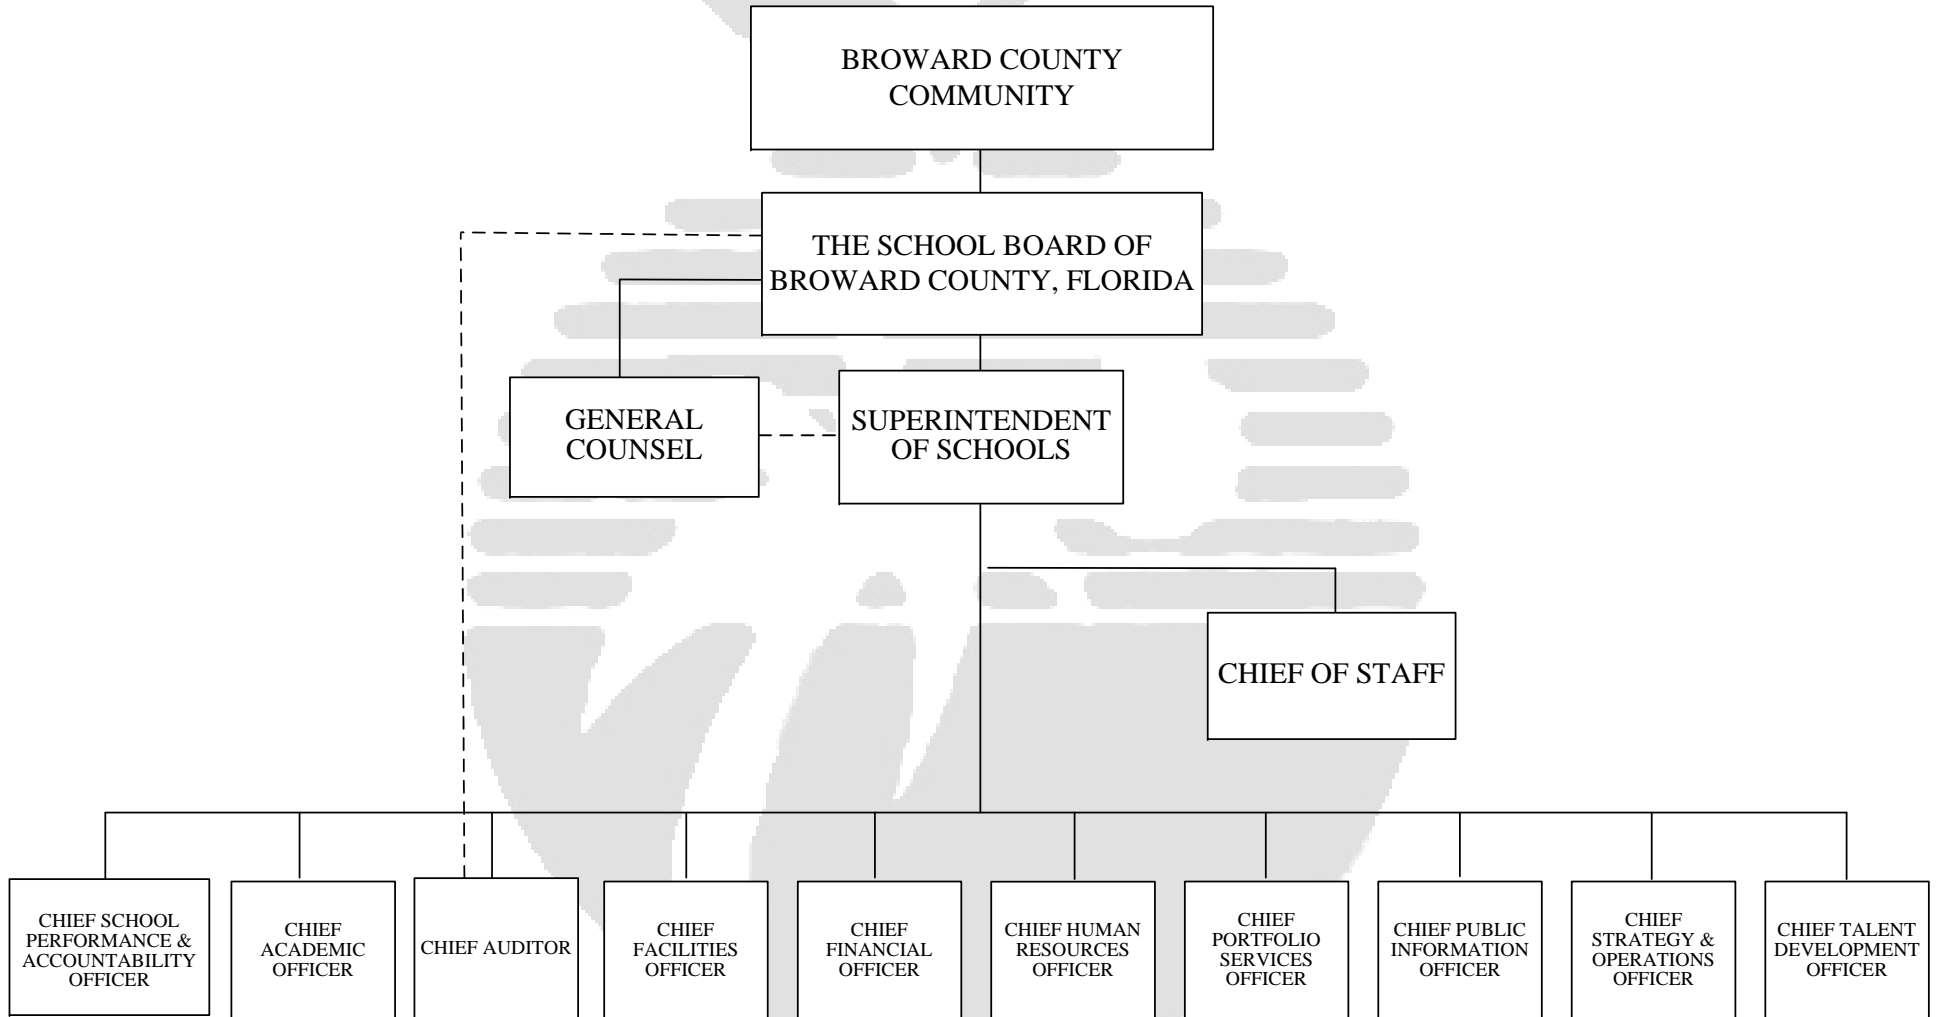 BROWARD COUNTY
COMMUNITY
THE SCHOOL BOARD OF
BROWARD COUNTY, FLORIDA
GENERAL
COUNSEL
SUPERINTENDENT
OF SCHOOLS
CHIEF OF STAFF
CHIEF SCHOOL
PERFORMANCE &
ACCOUNTABILITY
OFFICER
CHIEF
ACADEMIC
OFFICER
CHIEF AUDITOR
CHIEF
FACILITIES
OFFICER
CHIEF
FINANCIAL
OFFICER
CHIEF HUMAN
RESOURCES
OFFICER
CHIEF
PORTFOLIO
SERVICES
OFFICER
CHIEF PUBLIC
INFORMATION
OFFICER
CHIEF
STRATEGY &
OPERATIONS
OFFICER
CHIEF TALENT
DEVELOPMENT
OFFICER